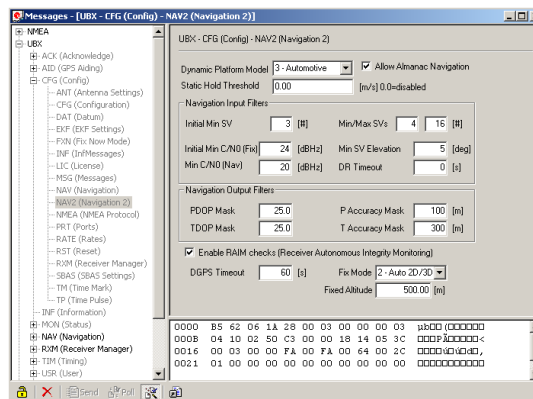 Messages - [UBX - CFG (Config) - NAV2 (Navigation 2)]
NMEA
UBX
ACK (Acknowledge)
AID (GPS Aiding)
CFG (Config)
ANT (Antenna Settings)
CFG (Configuration)
DAT (Datum)
EKF (EKF Settings)
FXN (Fix Now Mode)
INF (InfMessages)
LIC (License)
MSG (Messages)
NAV (Navigation)
NAV2 (Navigation 2)
NMEA (NMEA Protocol)
PRT (Ports)
RATE (Rates)
RST (Reset)
RXM (Receiver Manager)
SBAS (SBAS Settings)
TM (Time Mark)
TP (Time Pulse)
INF (Information)
MON (Status)
NAV (Navigation)
RXM (Receiver Manager)
TIM (Timing)
USR (User)
UBX - CFG (Config) - NAV2 (Navigation 2)
Dynamic Platform Model 3 - Automotive Allow Almanac Navigation
Static Hold Threshold 0.00 [m/s] 0.0=disabled
Navigation Input Filters
Initial Min SV 3 [#] Min/Max SVs 4 16 [#]
Initial Min C/N0 (Fix) 24 [dBHz] Min SV Elevation 5 [deg]
Min C/N0 (Nav) 20 [dBHz] DR Timeout 0 [s]
Navigation Output Filters
PDOP Mask 25.0 P Accuracy Mask 100 [m]
TDOP Mask 25.0 T Accuracy Mask 300 [m]
Enable RAIM checks (Receiver Autonomous Integrity Monitoring)
DGPS Timeout 60 [s] Fix Mode 2 - Auto 2D/3D
Fixed Altitude 500.00 [m]
0000 B5 62 06 1A 28 00 03 00 00 00 03 µb□□(□□□□□□
000B 04 10 02 50 C3 00 00 18 14 05 3C □□□PÃ□□□□□<
0016 00 03 00 00 FA 00 FA 00 64 00 2C □□□□ú□ú□d□,
0021 01 00 00 00 00 00 00 00 00 00 00 □□□□□□□□□□□
Send Poll